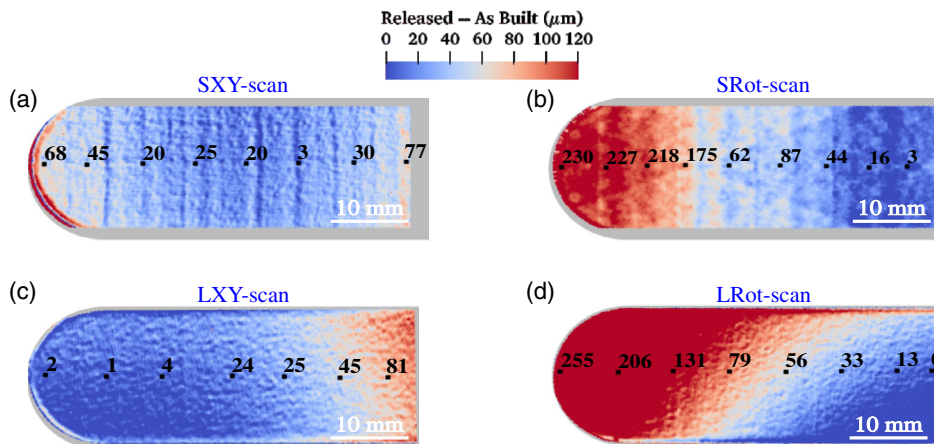 Released – As Built (μm)
0 20 40 60 80 100 120
(a) SXY-scan
68 45 20 25 20 3 30 77
10 mm
(b) SRot-scan
230 227 218 175 62 87 44 16 3
10 mm
(c) LXY-scan
2 1 4 24 25 45 81
10 mm
(d) LRot-scan
255 206 131 79 56 33 13
10 mm